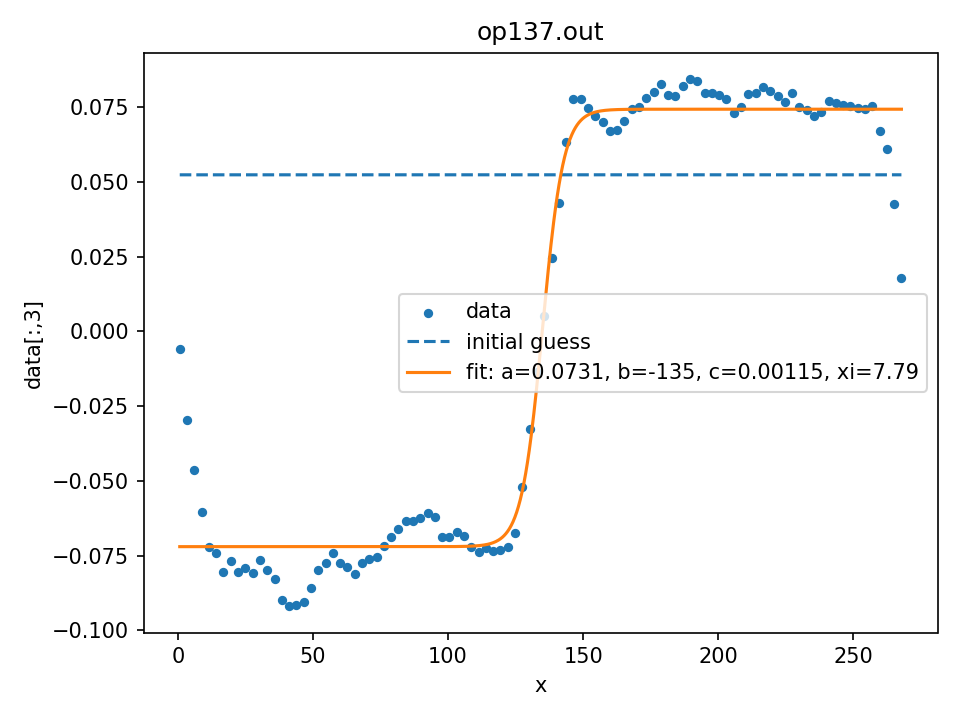 op137.out
0.075
0.050
0.025
0.000
−0.025
−0.050
−0.075
−0.100
data[:,3]
data
initial guess
fit: a=0.0731, b=-135, c=0.00115, xi=7.79
0 50 100 150 200 250
x